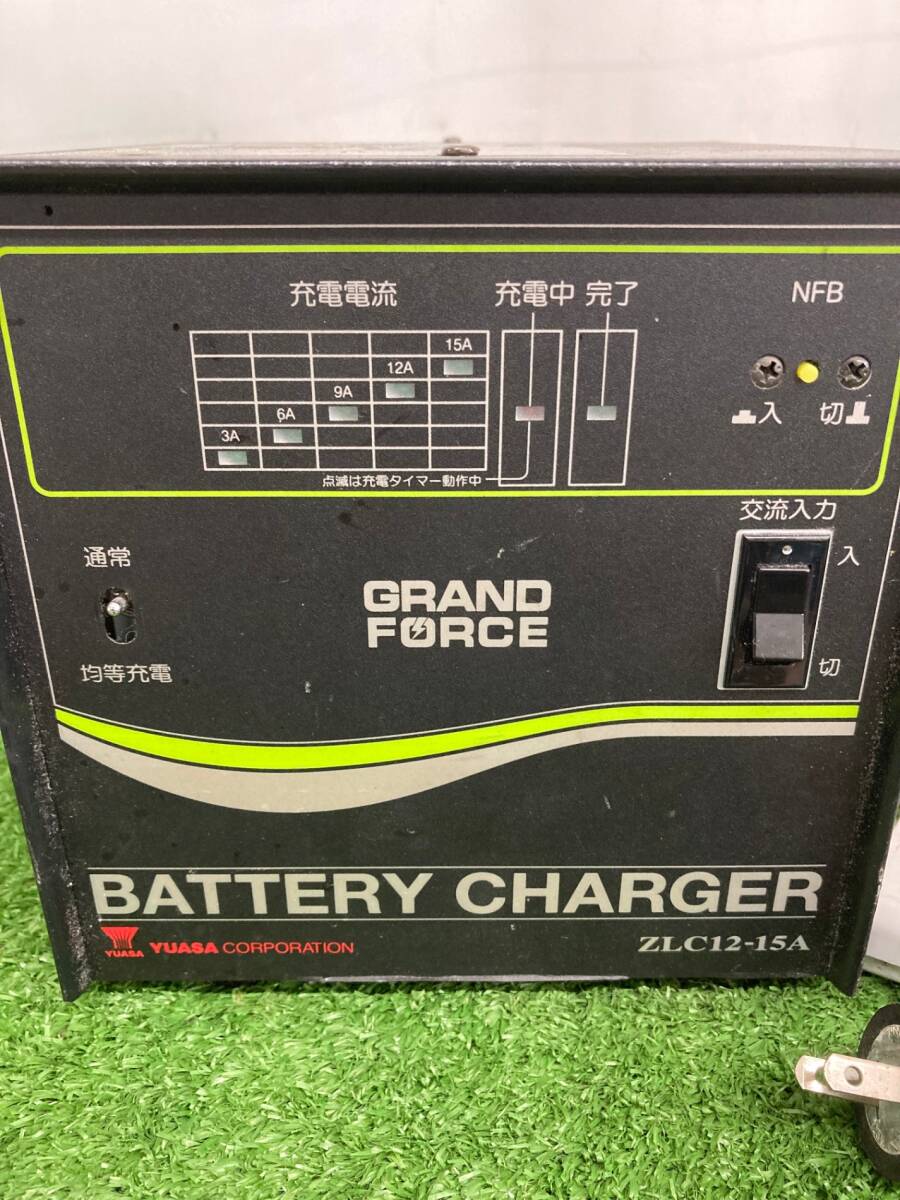 充電電流
充電中
完了
NFB
15A
12A
9A
6A
3A
入
切
点滅は充電タイマー動作中
交流入力
入
切
通常
均等充電
GRAND
FORCE
BATTERY CHARGER
YUASA
YUASA CORPORATION
ZLC12-15A